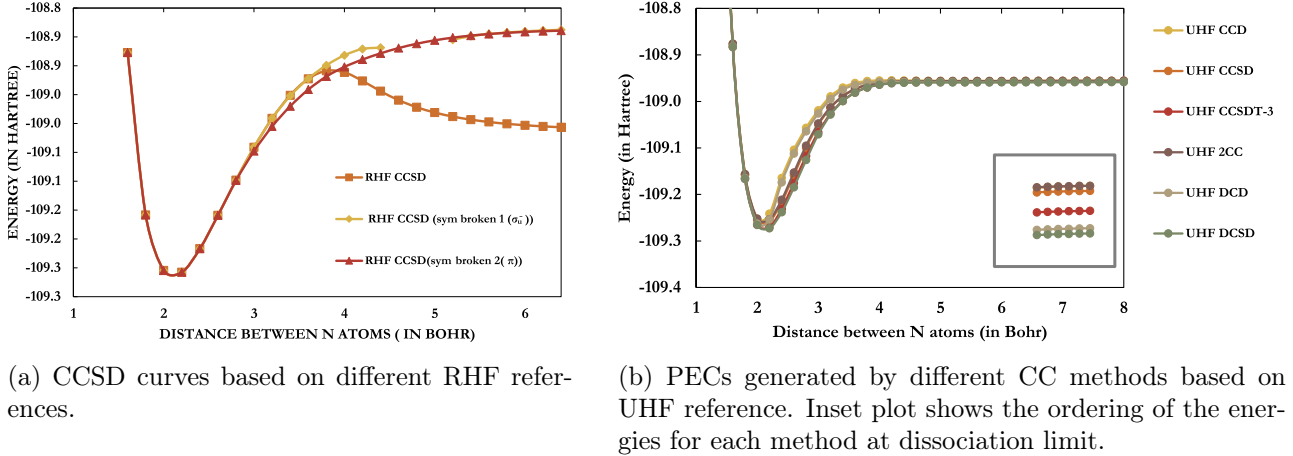 -108.8
-108.9
-108.9
-109.0
-109.0
-109.1
-109.1
-109.2
-109.2
-109.3
-109.3
ENERGY (IN HARTREE)
1 2 3 4 5 6
DISTANCE BETWEEN N ATOMS ( IN BOHR)
RHF CCSD
RHF CCSD (sym broken 1 (σu̅ ))
RHF CCSD(sym broken 2( π))
(a) CCSD curves based on different RHF refer-
ences.
-108.8
-108.9
-109.0
-109.1
-109.2
-109.3
-109.4
Energy (in Hartree)
1 2 3 4 5 6 7 8
Distance between N atoms (in Bohr)
UHF CCD
UHF CCSD
UHF CCSDT-3
UHF 2CC
UHF DCD
UHF DCSD
(b) PECs generated by different CC methods based on
UHF reference. Inset plot shows the ordering of the ener-
gies for each method at dissociation limit.